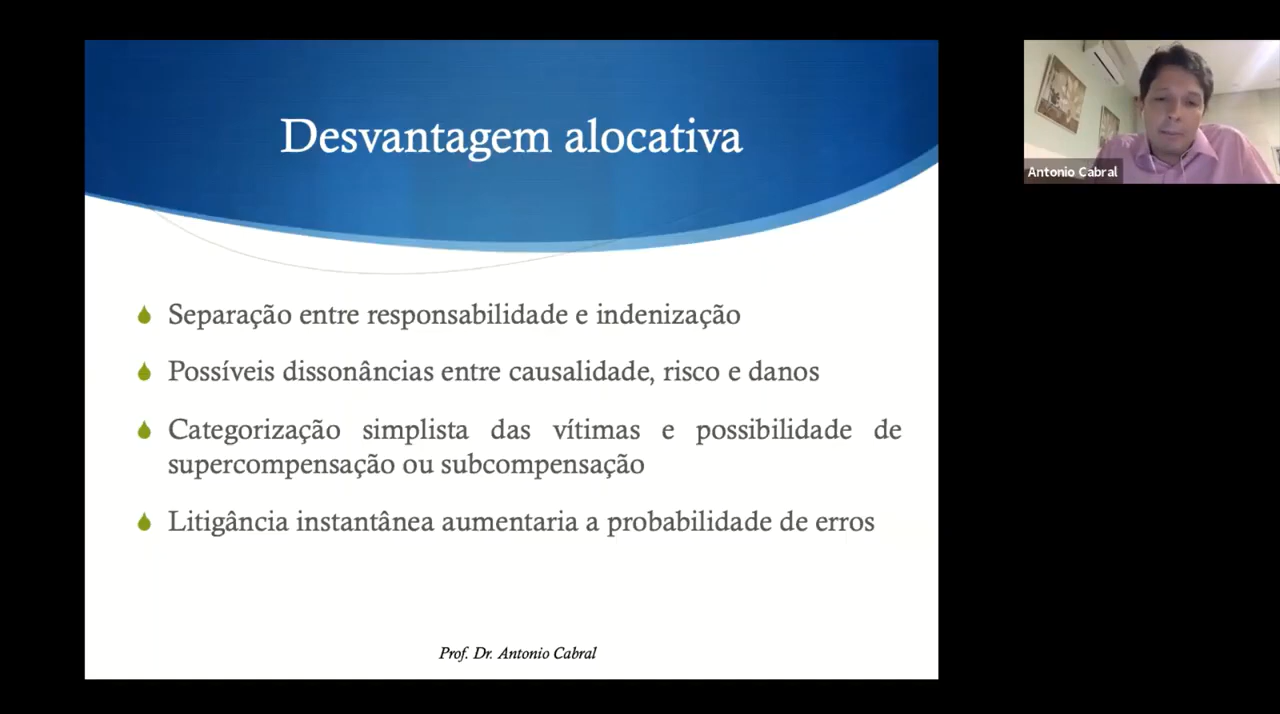 Desvantagem alocativa
Separação entre responsabilidade e indenização
Possíveis dissonâncias entre causalidade, risco e danos
Categorização simplista das vítimas e possibilidade de
supercompensação ou subcompensação
Litigância instantânea aumentaria a probabilidade de erros
Prof. Dr. Antonio Cabral
Antonio Cabral